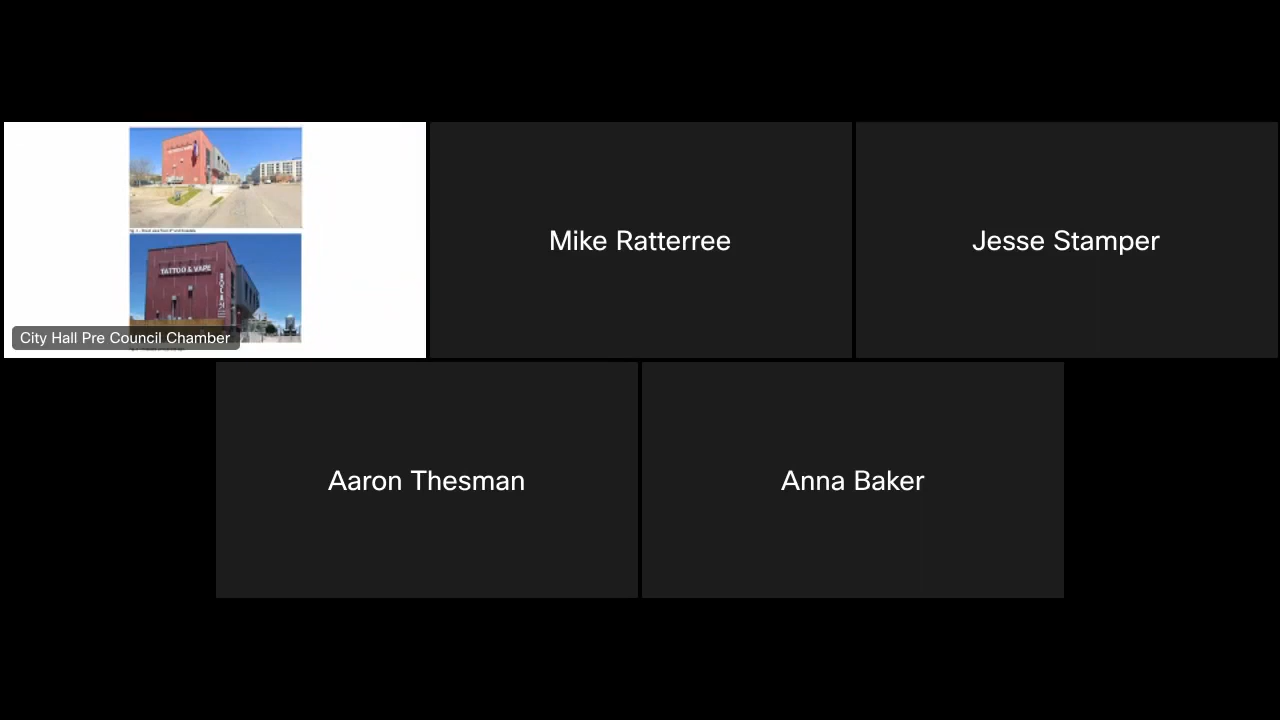 TATTOO & VAPE
City Hall Pre Council Chamber
Mike Ratterree
Jesse Stamper
Aaron Thesman
Anna Baker